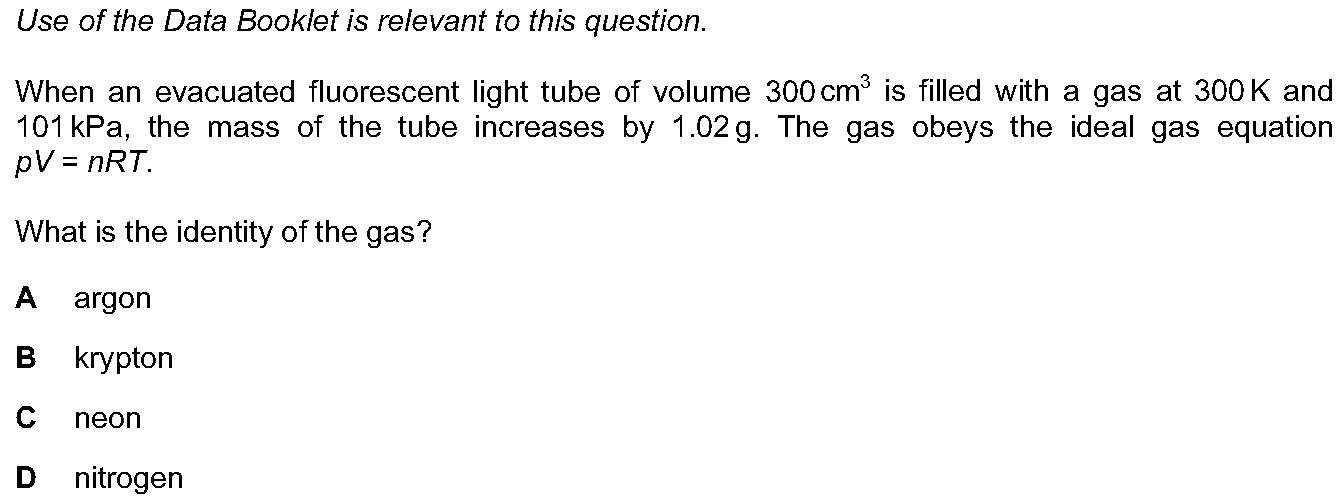 Use of the Data Booklet is relevant to this question.
When an evacuated fluorescent light tube of volume 300 cm³ is filled with a gas at 300 K and
101 kPa, the mass of the tube increases by 1.02 g. The gas obeys the ideal gas equation
pV = nRT.
What is the identity of the gas?
A argon
B krypton
C neon
D nitrogen